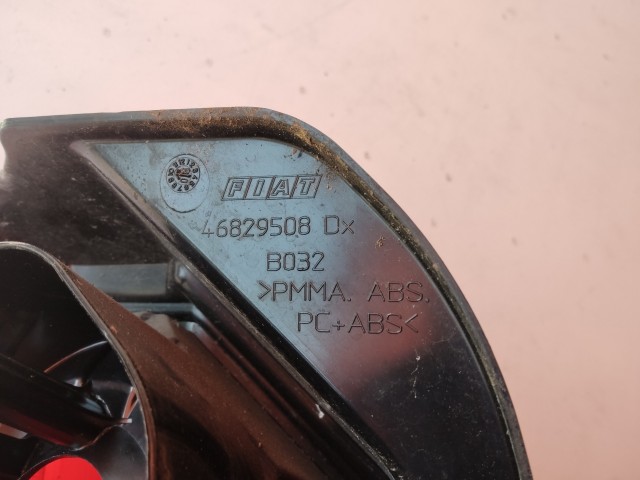 FIAT
46829508 Dx
B032
>PMMA. ABS.
PC+ABS<